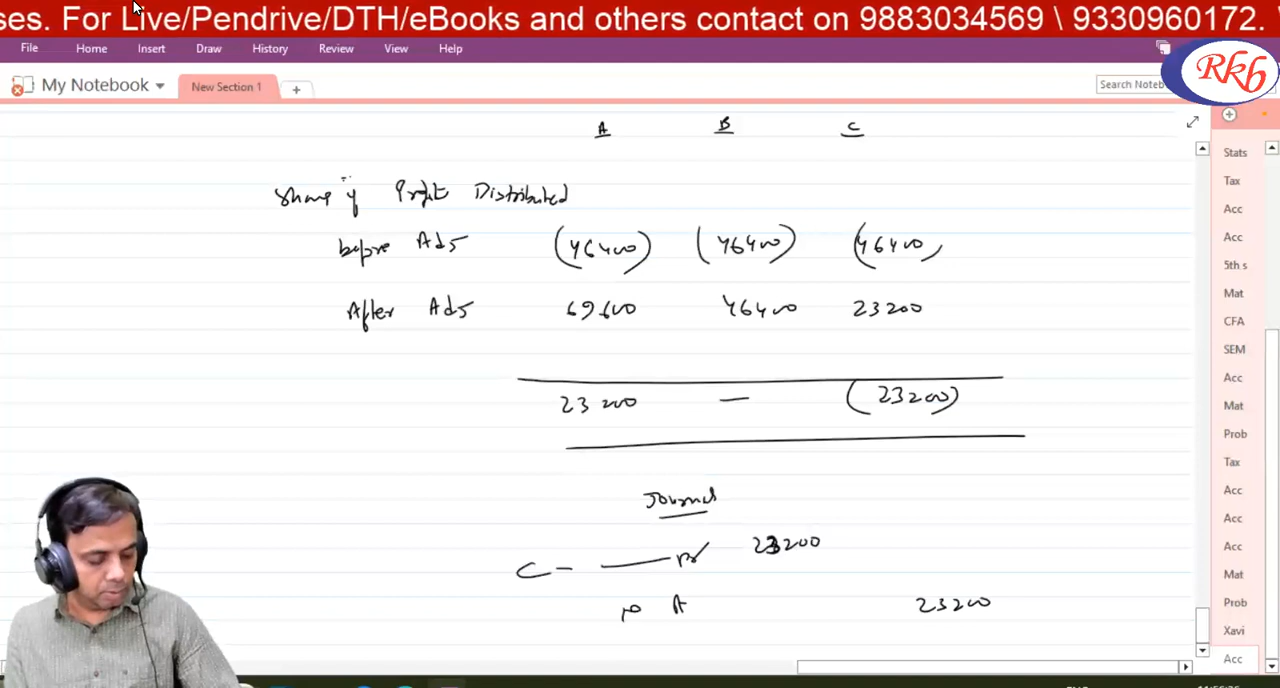 ses. For Live/Pendrive/DTH/eBooks and others contact on 9883034569 \ 9330960172. \
File Home Insert Draw History Review View Help
Rkb
My Notebook New Section 1 + Search Noteb
A B C
Stats
Share of Profit Distributed
Tax
Acc
before Adj (46400) (46400) (46400)
Acc
5th s
Mat
After Adj 69600 46400 23200
CFA
SEM
Acc
23200 — (23200)
Mat
Prob
Tax
Journal
Acc
Acc
C — Dr 23200
Acc
Mat
To A 23200
Prob
Xavi
Acc